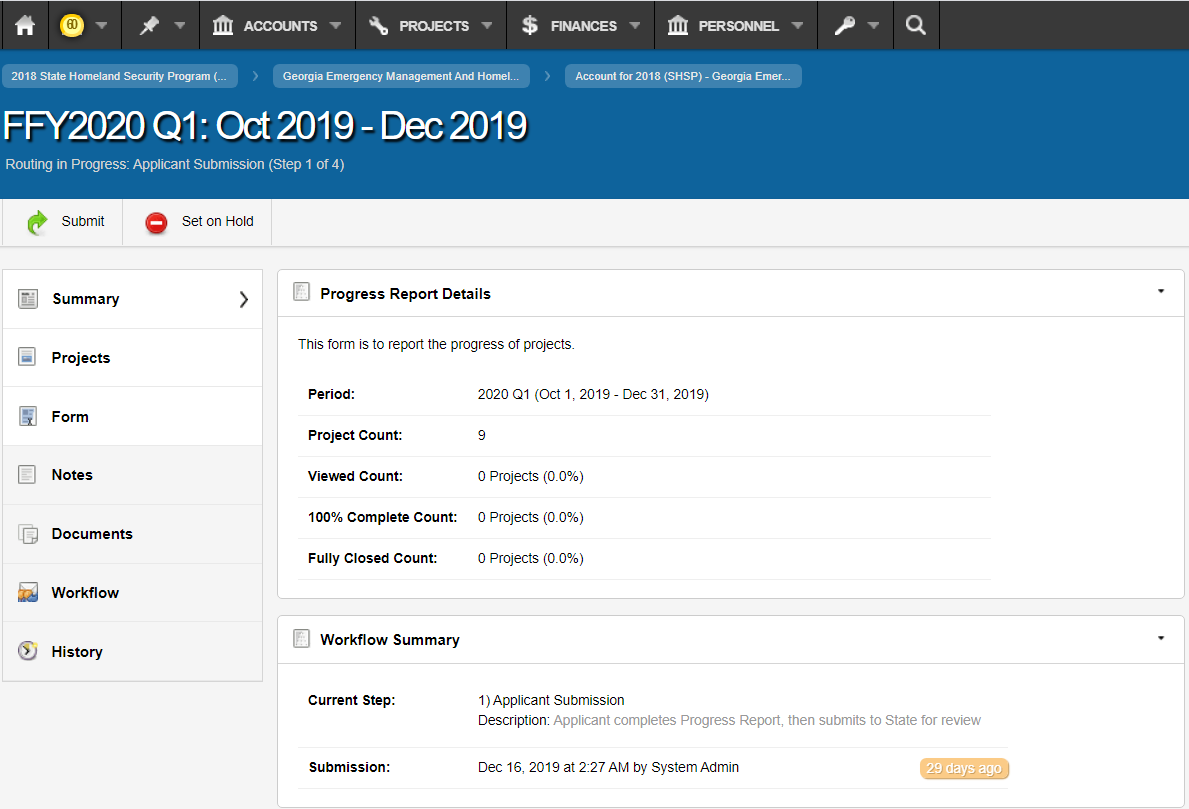 60
ACCOUNTS
PROJECTS
FINANCES
PERSONNEL
2018 State Homeland Security Program (...
Georgia Emergency Management And Homel...
Account for 2018 (SHSP) - Georgia Emer...
FFY2020 Q1: Oct 2019 - Dec 2019
Routing in Progress: Applicant Submission (Step 1 of 4)
Submit
Set on Hold
Summary
Projects
Form
Notes
Documents
Workflow
History
Progress Report Details
This form is to report the progress of projects.
Period: 2020 Q1 (Oct 1, 2019 - Dec 31, 2019)
Project Count: 9
Viewed Count: 0 Projects (0.0%)
100% Complete Count: 0 Projects (0.0%)
Fully Closed Count: 0 Projects (0.0%)
Workflow Summary
Current Step: 1) Applicant Submission
Description: Applicant completes Progress Report, then submits to State for review
Submission: Dec 16, 2019 at 2:27 AM by System Admin 29 days ago